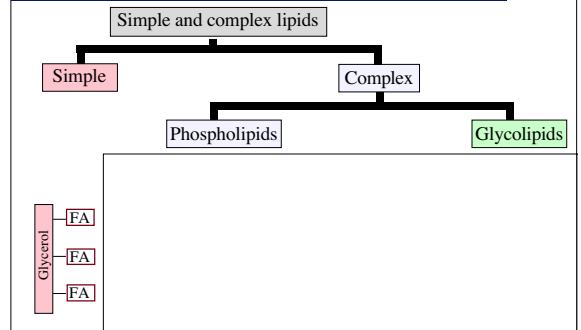 Simple and complex lipids
Simple
Complex
Phospholipids
Glycolipids
Glycerol
FA
FA
FA